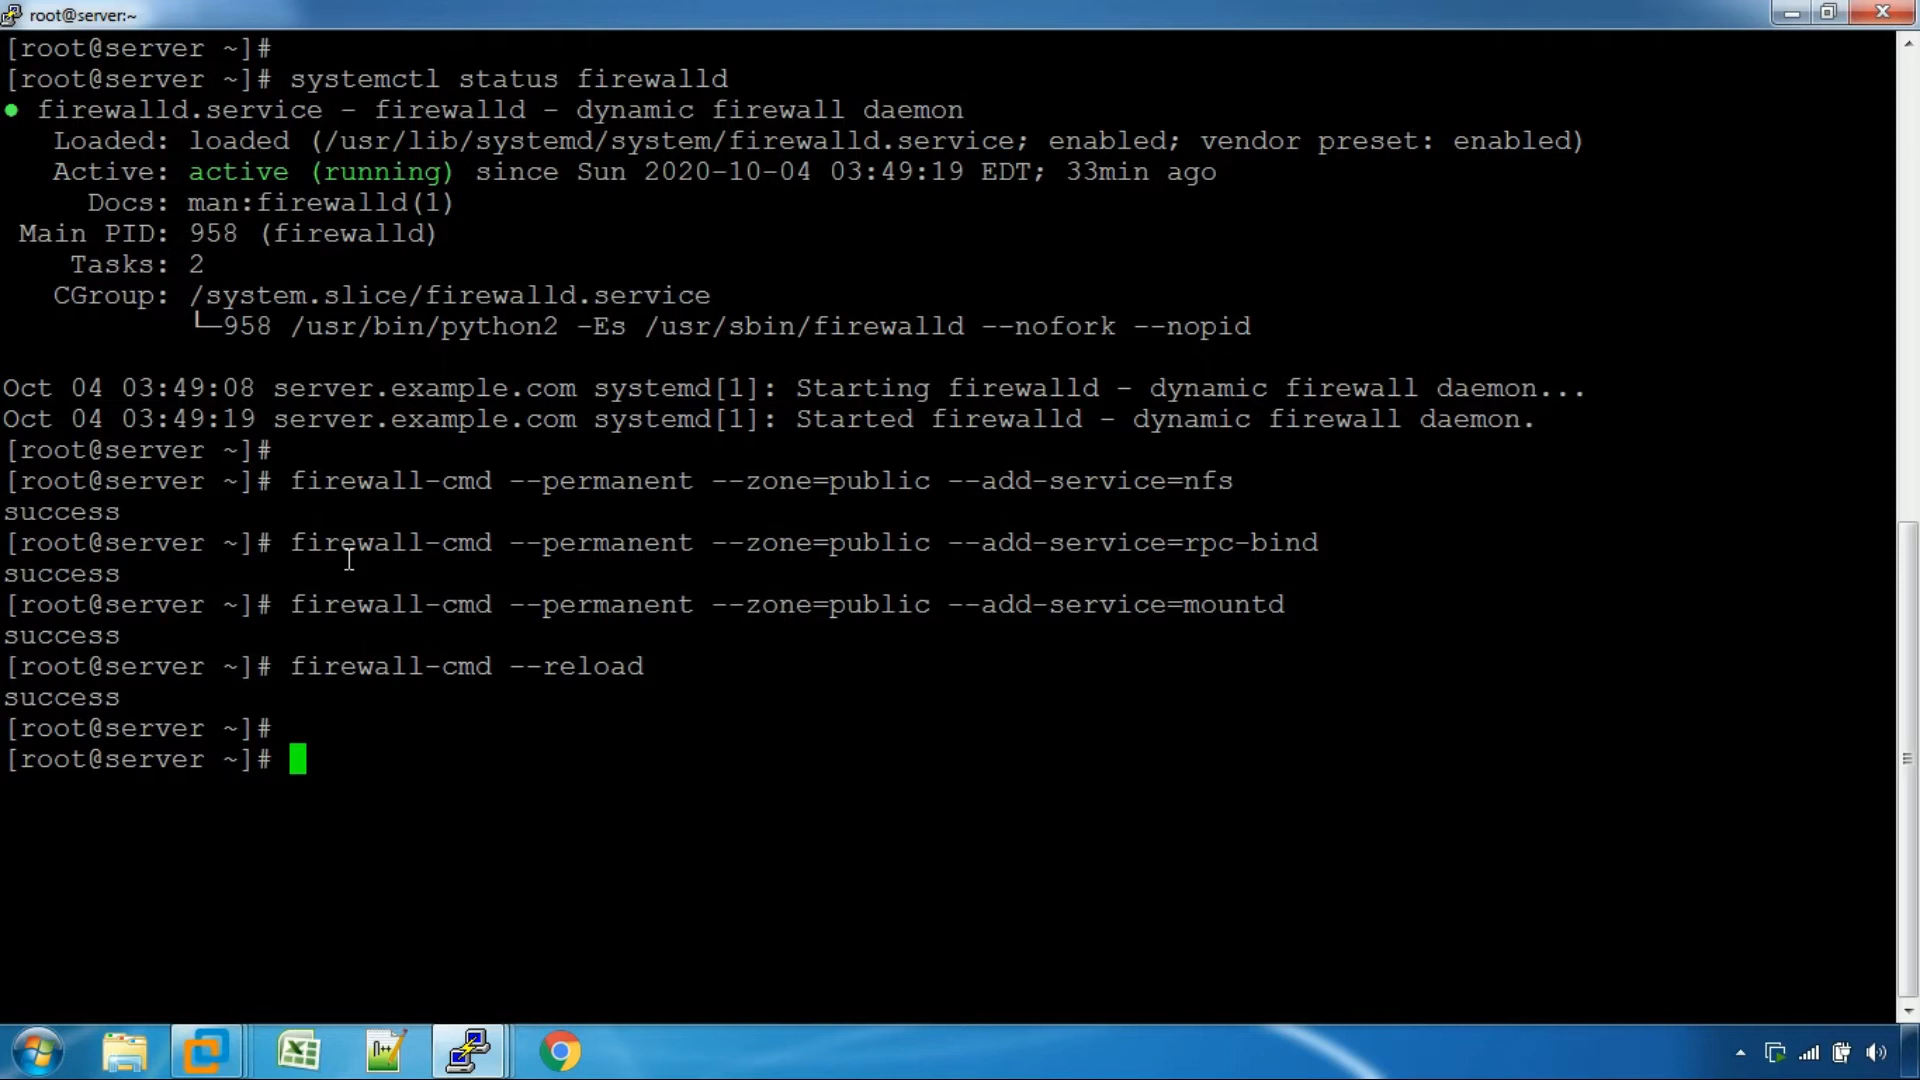 root@server:~
[root@server ~]#
[root@server ~]# systemctl status firewalld
● firewalld.service - firewalld - dynamic firewall daemon
   Loaded: loaded (/usr/lib/systemd/system/firewalld.service; enabled; vendor preset: enabled)
   Active: active (running) since Sun 2020-10-04 03:49:19 EDT; 33min ago
     Docs: man:firewalld(1)
 Main PID: 958 (firewalld)
    Tasks: 2
   CGroup: /system.slice/firewalld.service
           └─958 /usr/bin/python2 -Es /usr/sbin/firewalld --nofork --nopid
Oct 04 03:49:08 server.example.com systemd[1]: Starting firewalld - dynamic firewall daemon...
Oct 04 03:49:19 server.example.com systemd[1]: Started firewalld - dynamic firewall daemon.
[root@server ~]#
[root@server ~]# firewall-cmd --permanent --zone=public --add-service=nfs
success
[root@server ~]# firewall-cmd --permanent --zone=public --add-service=rpc-bind
success
[root@server ~]# firewall-cmd --permanent --zone=public --add-service=mountd
success
[root@server ~]# firewall-cmd --reload
success
[root@server ~]#
[root@server ~]#